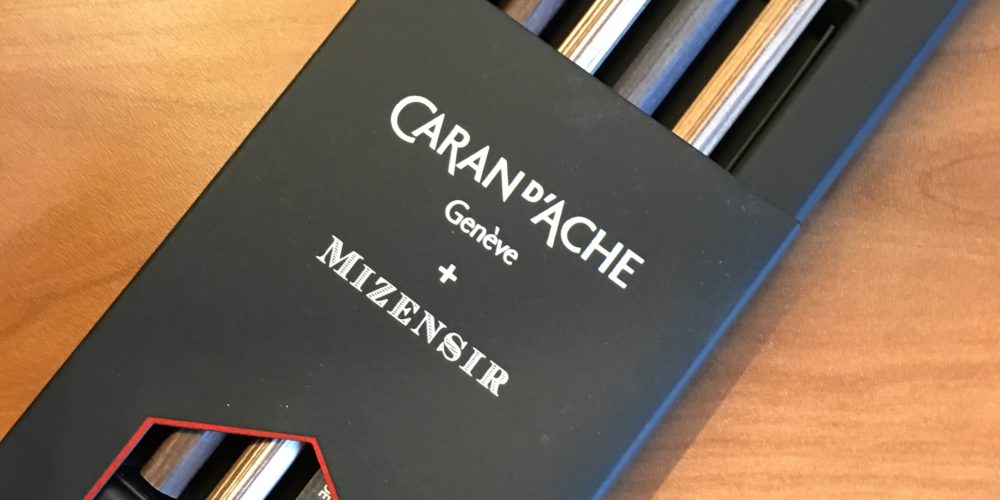 CARAN D'ACHE
Genève
+
MIZENSIR